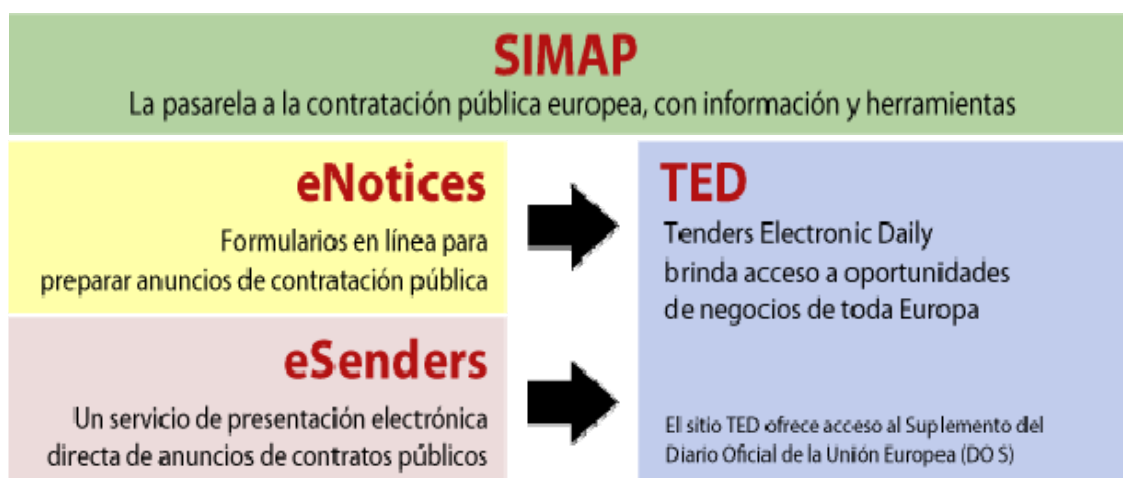 SIMAP
La pasarela a la contratación pública europea, con información y herramientas
eNotices
Formularios en línea para
preparar anuncios de contratación pública
eSenders
Un servicio de presentación electrónica
directa de anuncios de contratos públicos
TED
Tenders Electronic Daily
brinda acceso a oportunidades
de negocios de toda Europa
El sitio TED ofrece acceso al Suplemento del
Diario Oficial de la Unión Europea (DO S)